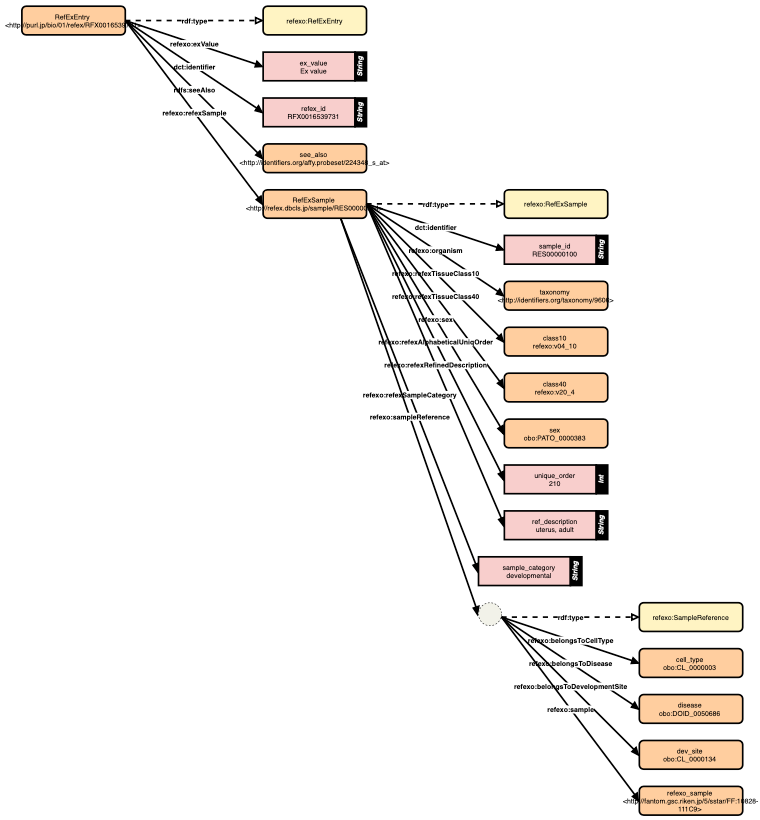 RefExEntry
<http://purl.jp/bio/01/refex/RFX0016539731>
rdf:type
refexo:RefExEntry
refexo:exValue
ex_value
Ex value
String
dct:identifier
refex_id
RFX0016539731
String
rdfs:seeAlso
see_also
<http://identifiers.org/affy.probeset/224348_s_at>
refexo:refexSample
RefExSample
<http://refex.dbcls.jp/sample/RES00000100>
rdf:type
refexo:RefExSample
dct:identifier
sample_id
RES00000100
String
refexo:organism
taxonomy
<http://identifiers.org/taxonomy/9606>
refexo:refexTissueClass10
class10
refexo:v04_10
refexo:refexTissueClass40
class40
refexo:v20_4
refexo:sex
sex
obo:PATO_0000383
refexo:refexAlphabeticalUniqOrder
unique_order
210
Int
refexo:refexRefinedDescription
ref_description
uterus, adult
String
refexo:refexSampleCategory
sample_category
developmental
String
refexo:sampleReference
rdf:type
refexo:SampleReference
refexo:belongsToCellType
cell_type
obo:CL_0000003
refexo:belongsToDisease
disease
obo:DOID_0050686
refexo:belongsToDevelopmentSite
dev_site
obo:CL_0000134
refexo:sample
refexo_sample
<http://fantom.gsc.riken.jp/5/sstar/FF:10828-
111C9>